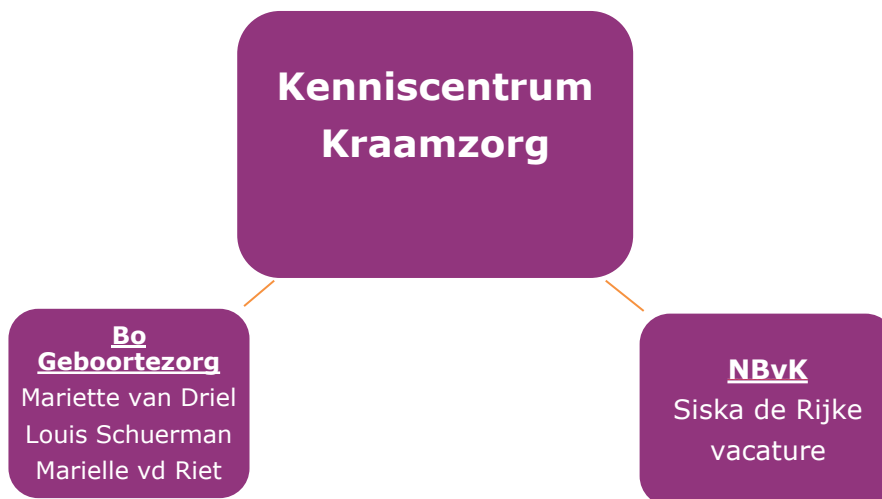 Kenniscentrum
Kraamzorg
Bo
Geboortezorg
Mariette van Driel
Louis Schuerman
Marielle vd Riet
NBvK
Siska de Rijke
vacature